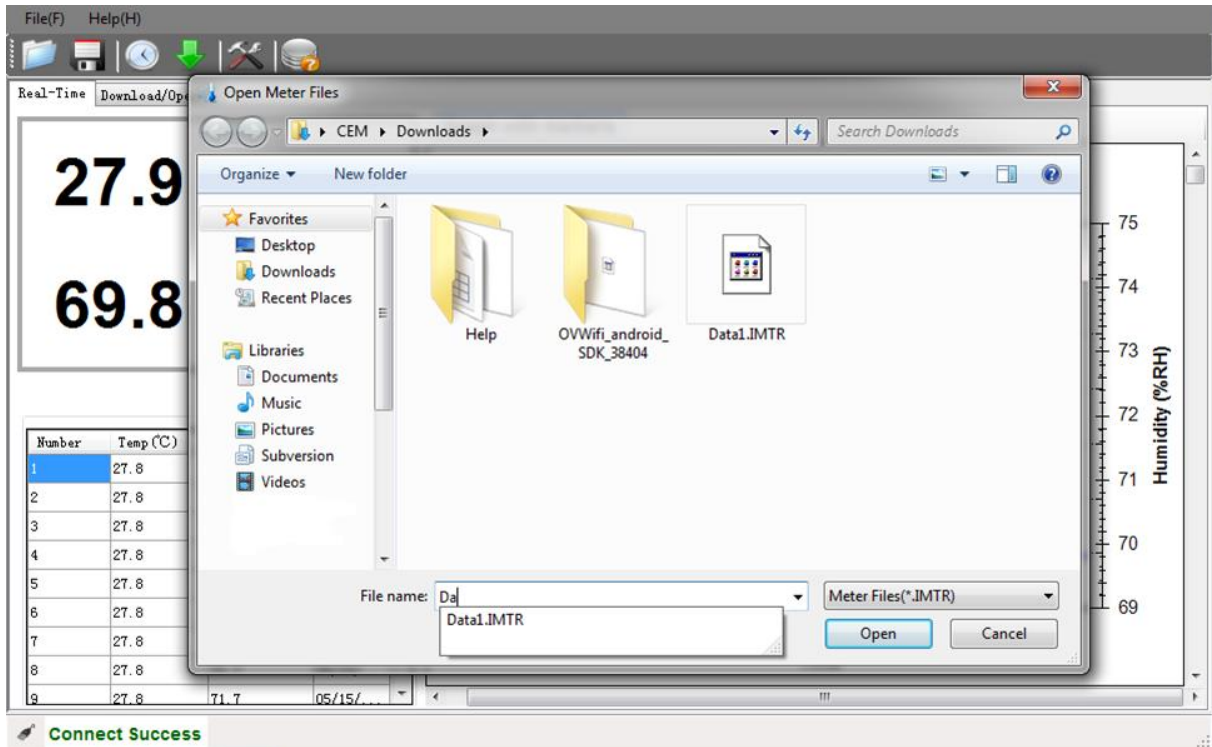 File(F) Help(H)
Real-Time Download/Ope
Open Meter Files
CEM Downloads
Search Downloads
Organize New folder
27.9
69.8
Favorites
Desktop
Downloads
Recent Places
Libraries
Documents
Music
Pictures
Subversion
Videos
Help
OVWifi_android_
SDK_38404
Data1.IMTR
File name: Da
Data1.IMTR
Meter Files(*.IMTR)
Open Cancel
75
74
73
72
71
70
69
Humidity (%RH)
Number Temp(℃)
1 27.8
2 27.8
3 27.8
4 27.8
5 27.8
6 27.8
7 27.8
8 27.8
9 27.8 71.7 05/15/...
Connect Success